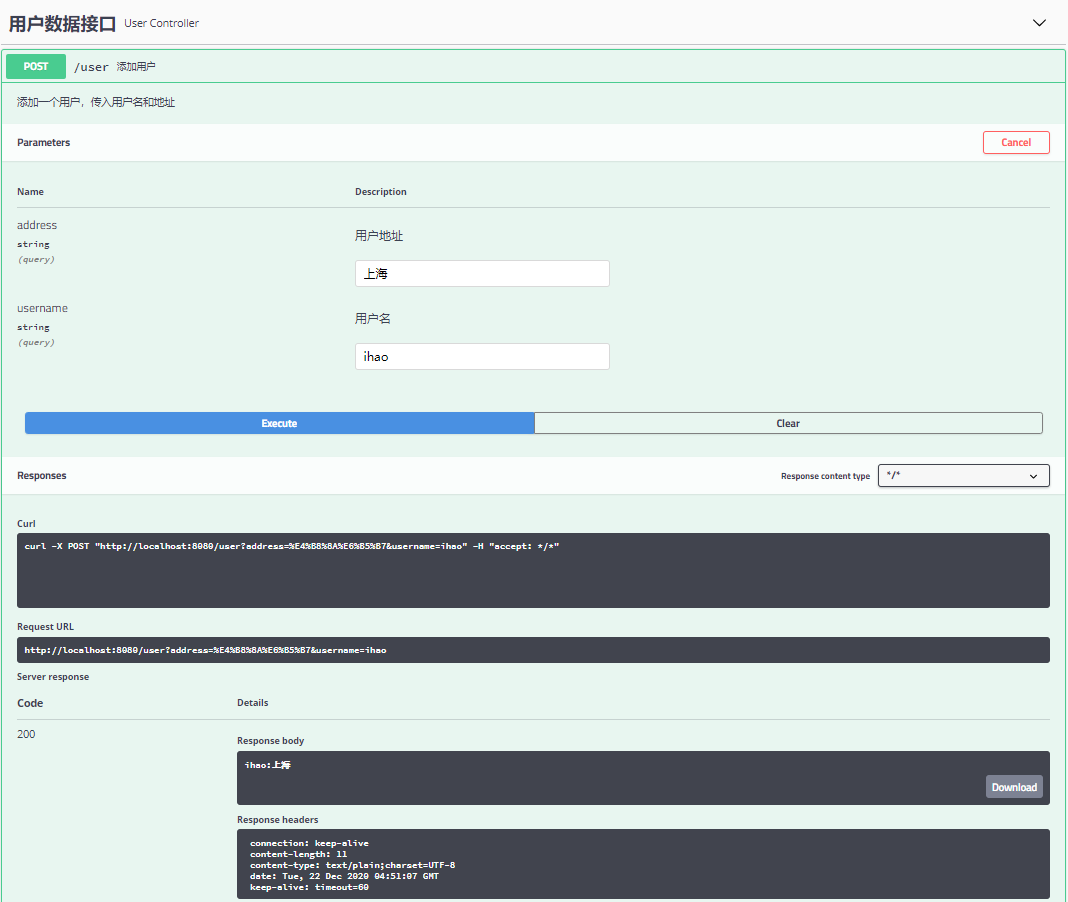 用户数据接口 User Controller
POST /user 添加用户
添加一个用户，传入用户名和地址
Parameters Cancel
Name Description
address 用户地址
string
(query)
上海
username 用户名
string
(query)
ihao
Execute Clear
Responses Response content type */*
Curl
curl -X POST "http://localhost:8080/user?address=%E4%B8%8A%E6%B5%B7&username=ihao" -H "accept: */*"
Request URL
http://localhost:8080/user?address=%E4%B8%8A%E6%B5%B7&username=ihao
Server response
Code Details
200
Response body
ihao:上海
Download
Response headers
connection: keep-alive
content-length: 11
content-type: text/plain;charset=UTF-8
date: Tue, 22 Dec 2020 04:51:07 GMT
keep-alive: timeout=60